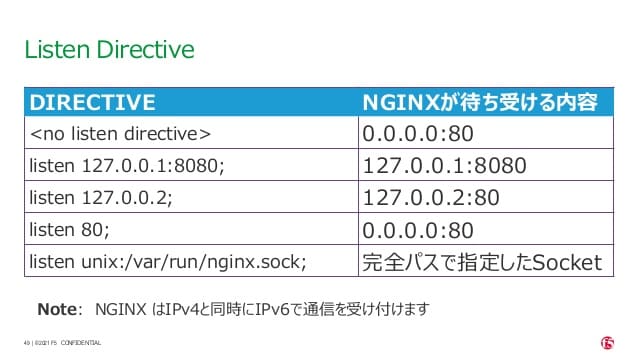 Listen Directive
DIRECTIVE NGINXが待ち受ける内容
<no listen directive> 0.0.0.0:80
listen 127.0.0.1:8080; 127.0.0.1:8080
listen 127.0.0.2; 127.0.0.2:80
listen 80; 0.0.0.0:80
listen unix:/var/run/nginx.sock; 完全パスで指定したSocket
Note: NGINX はIPv4と同時にIPv6で通信を受け付けます
49 | ©2021 F5 CONFIDENTIAL
f5